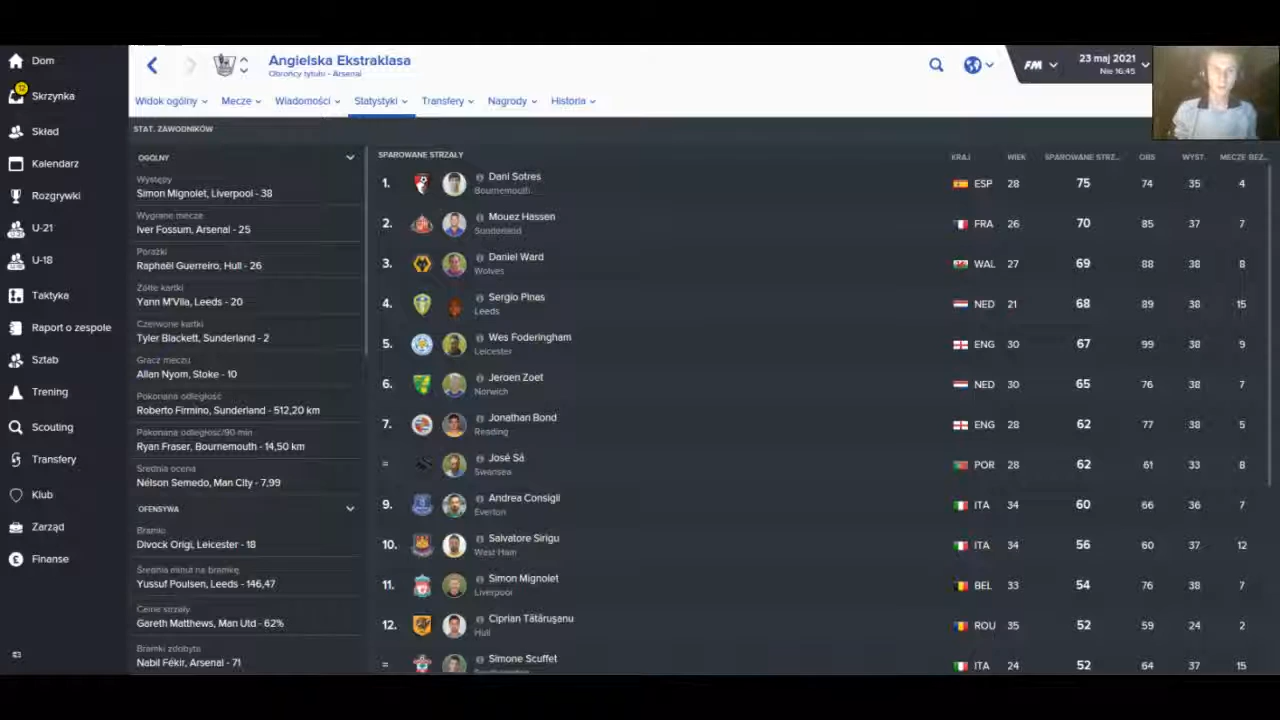 Dom
Skrzynka
12
Skład
Kalendarz
Rozgrywki
U-21
U-18
Taktyka
Raport o zespole
Sztab
Trening
Scouting
Transfery
Klub
Zarząd
Finanse
Angielska Ekstraklasa
Obrońcy tytułu - Arsenal
FM
23 maj 2021
Nie 16:45
Widok ogólny
Mecze
Wiadomości
Statystyki
Transfery
Nagrody
Historia
STAT. ZAWODNIKÓW
OGÓLNY
Występy
Simon Mignolet, Liverpool - 38
Wygrane mecze
Iver Fossum, Arsenal - 25
Porażki
Raphaël Guerreiro, Hull - 26
Żółte kartki
Yann M'Vila, Leeds - 20
Czerwone kartki
Tyler Blackett, Sunderland - 2
Gracz meczu
Allan Nyom, Stoke - 10
Pokonana odległość
Roberto Firmino, Sunderland - 512,20 km
Pokonana odległość/90 min
Ryan Fraser, Bournemouth - 14,50 km
Średnia ocena
Nélson Semedo, Man City - 7,99
OFENSYWA
Bramki
Divock Origi, Leicester - 18
Średnia minut na bramkę
Yussuf Poulsen, Leeds - 146,47
Celne strzały
Gareth Matthews, Man Utd - 62%
Bramki zdobyta
Nabil Fékir, Arsenal - 71
SPAROWANE STRZAŁY KRAJ WIEK SPAROWANE STRZ... OBS WYST. MECZE BEZ...
1. Dani Sotres Bournemouth ESP 28 75 74 35 4
2. Mouez Hassen Sunderland FRA 26 70 85 37 7
3. Daniel Ward Wolves WAL 27 69 88 38 8
4. Sergio Pinas Leeds NED 21 68 89 38 15
5. Wes Foderingham Leicester ENG 30 67 99 38 9
6. Jeroen Zoet Norwich NED 30 65 76 38 7
7. Jonathan Bond Reading ENG 28 62 77 38 5
= José Sá Swansea POR 28 62 61 33 8
9. Andrea Consigli Everton ITA 34 60 66 36 7
10. Salvatore Sirigu West Ham ITA 34 56 60 37 12
11. Simon Mignolet Liverpool BEL 33 54 76 38 7
12. Ciprian Tătăruşanu Hull ROU 35 52 59 24 2
= Simone Scuffet ITA 24 52 64 37 15